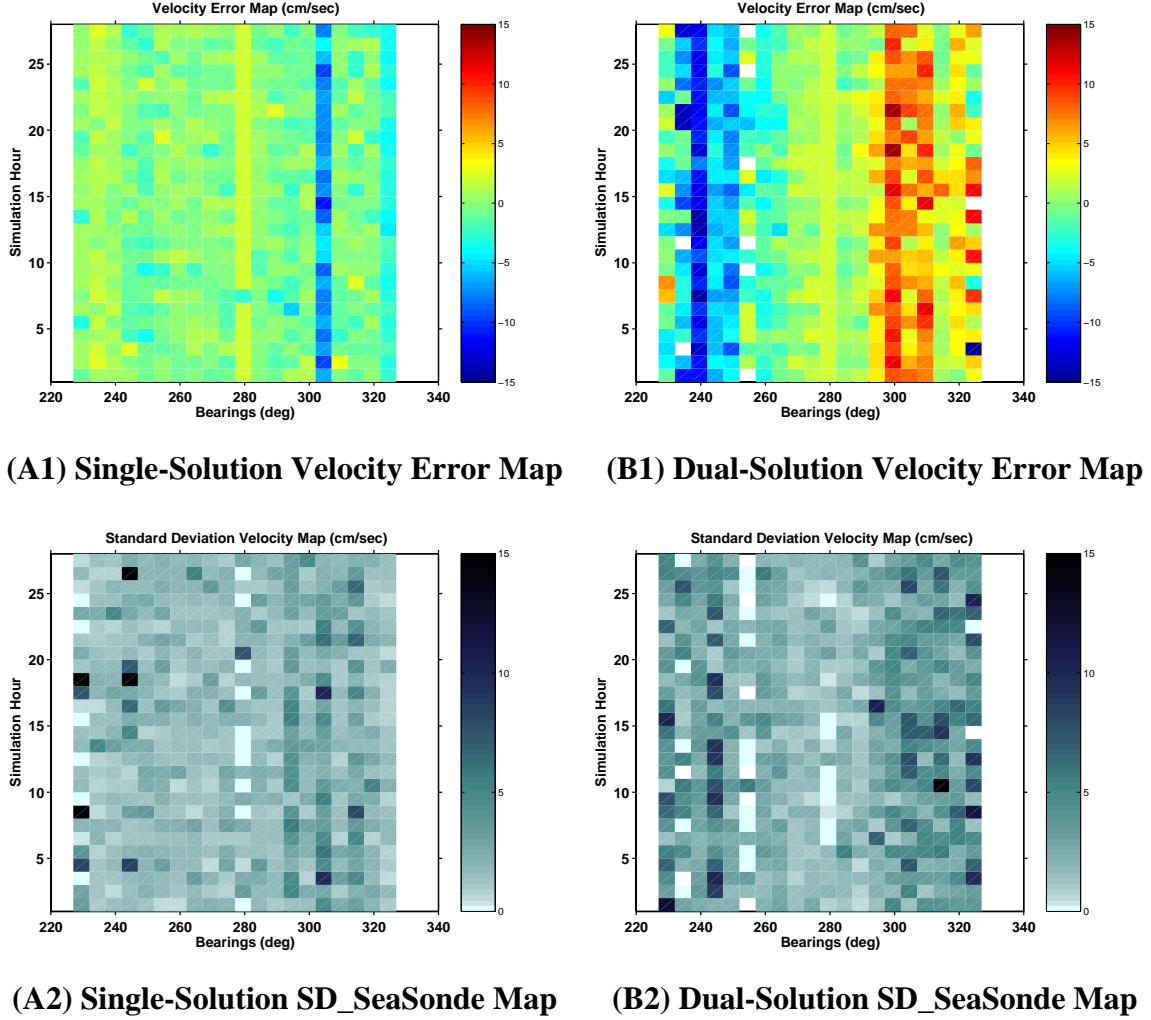 Velocity Error Map (cm/sec)
Simulation Hour
25
20
15
10
5
220 240 260 280 300 320 340
Bearings (deg)
15
10
5
0
−5
−10
−15
(A1) Single-Solution Velocity Error Map
Velocity Error Map (cm/sec)
Simulation Hour
25
20
15
10
5
220 240 260 280 300 320 340
Bearings (deg)
15
10
5
0
−5
−10
−15
(B1) Dual-Solution Velocity Error Map
Standard Deviation Velocity Map (cm/sec)
Simulation Hour
25
20
15
10
5
220 240 260 280 300 320 340
Bearings (deg)
15
10
5
0
(A2) Single-Solution SD_SeaSonde Map
Standard Deviation Velocity Map (cm/sec)
Simulation Hour
25
20
15
10
5
220 240 260 280 300 320 340
Bearings (deg)
15
10
5
0
(B2) Dual-Solution SD_SeaSonde Map